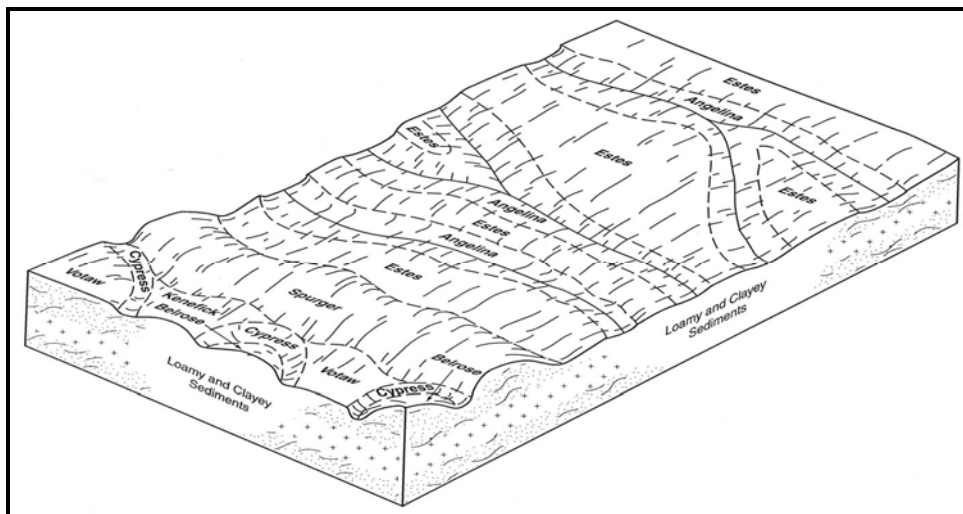 Estes
Angelina
Estes
Estes
Estes
Angelina
Estes
Angelina
Estes
Cypress
Votaw
Kenefick
Belrose
Spurger
Cypress
Votaw
Belrose
Cypress
Loamy and Clayey
Sediments
Loamy and Clayey
Sediments